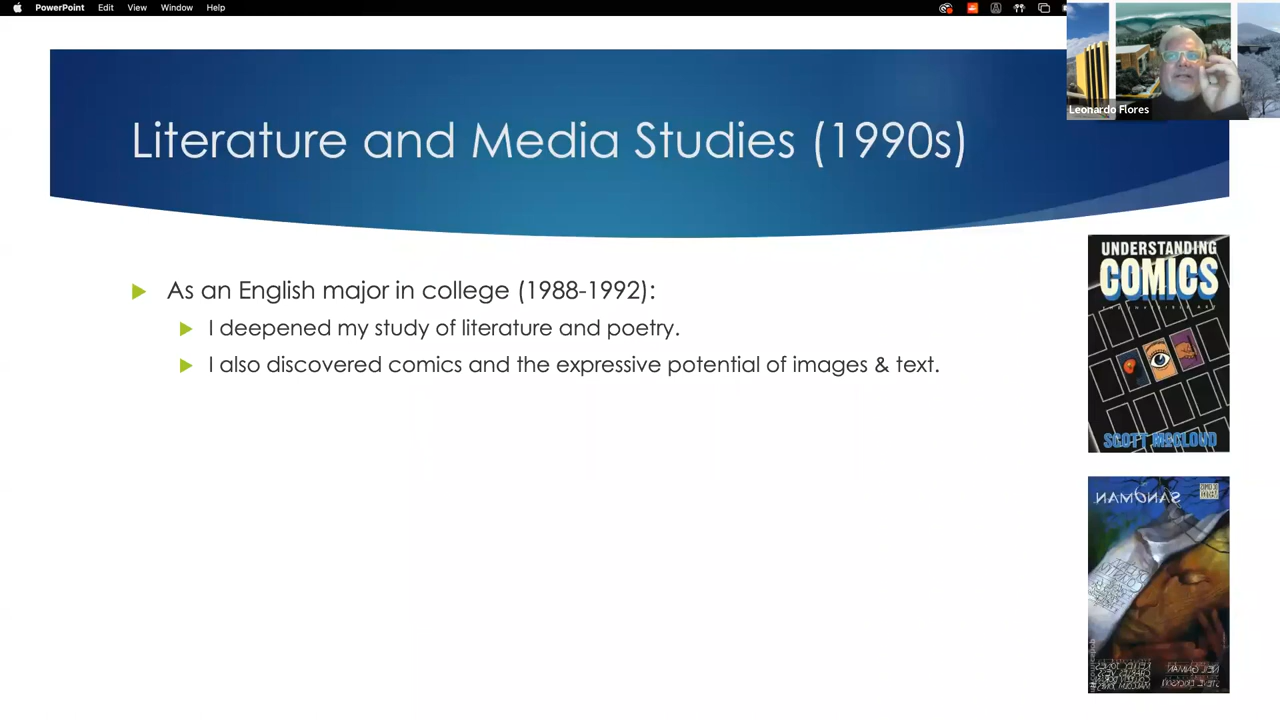 PowerPoint Edit View Window Help
Leonardo Flores
Literature and Media Studies (1990s)
As an English major in college (1988-1992):
I deepened my study of literature and poetry.
I also discovered comics and the expressive potential of images & text.
UNDERSTANDING
COMICS
SCOTT McCLOUD
SANDMAN
NEIL GAIMAN